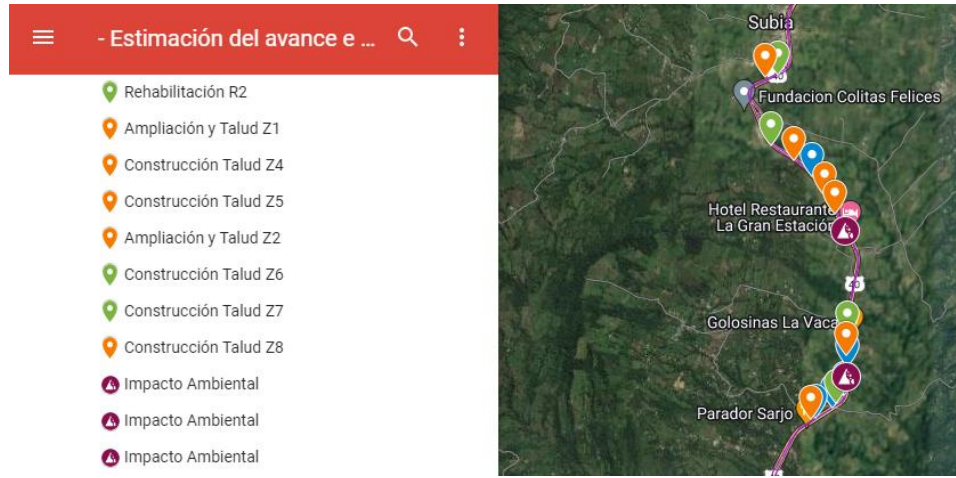 - Estimación del avance e ...
Rehabilitación R2
Ampliación y Talud Z1
Construcción Talud Z4
Construcción Talud Z5
Ampliación y Talud Z2
Construcción Talud Z6
Construcción Talud Z7
Construcción Talud Z8
Impacto Ambiental
Impacto Ambiental
Impacto Ambiental
Subia
40
Fundacion Colitas Felices
Hotel Restaurante
La Gran Estación
40
Golosinas La Vaca
Parador Sarjo